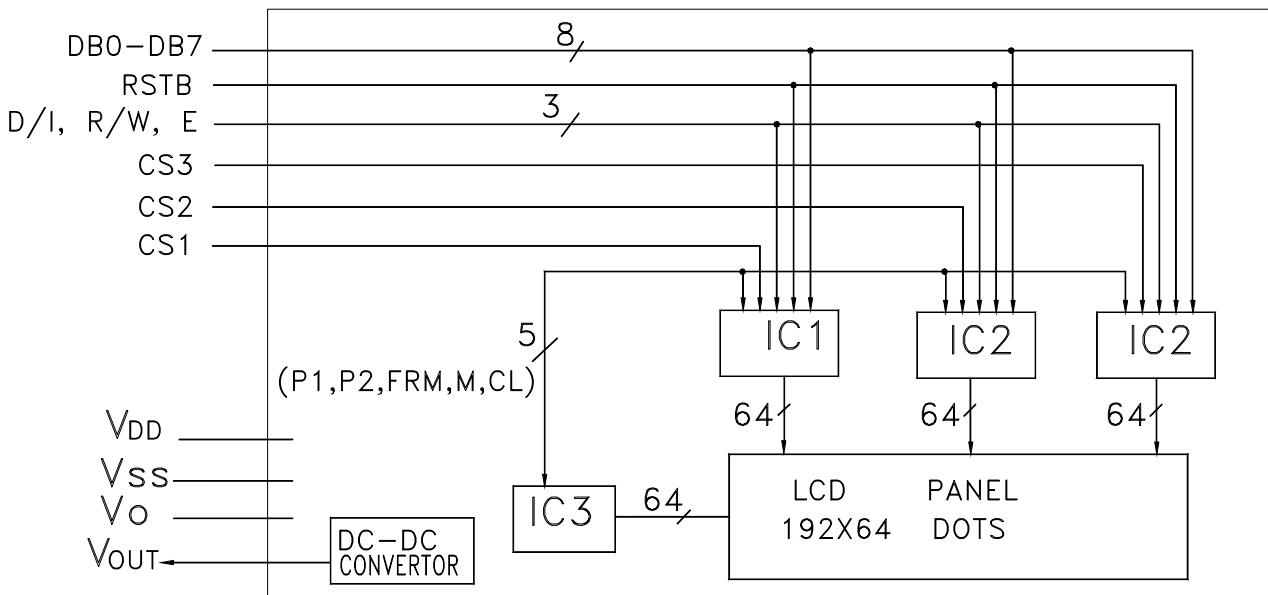 DB0-DB7
8
RSTB
D/I, R/W, E
3
CS3
CS2
CS1
5
(P1,P2,FRM,M,CL)
IC1
IC2
IC2
64
64
64
VDD
VSS
VO
VOUT
DC-DC
CONVERTOR
IC3
64
LCD PANEL
192X64 DOTS